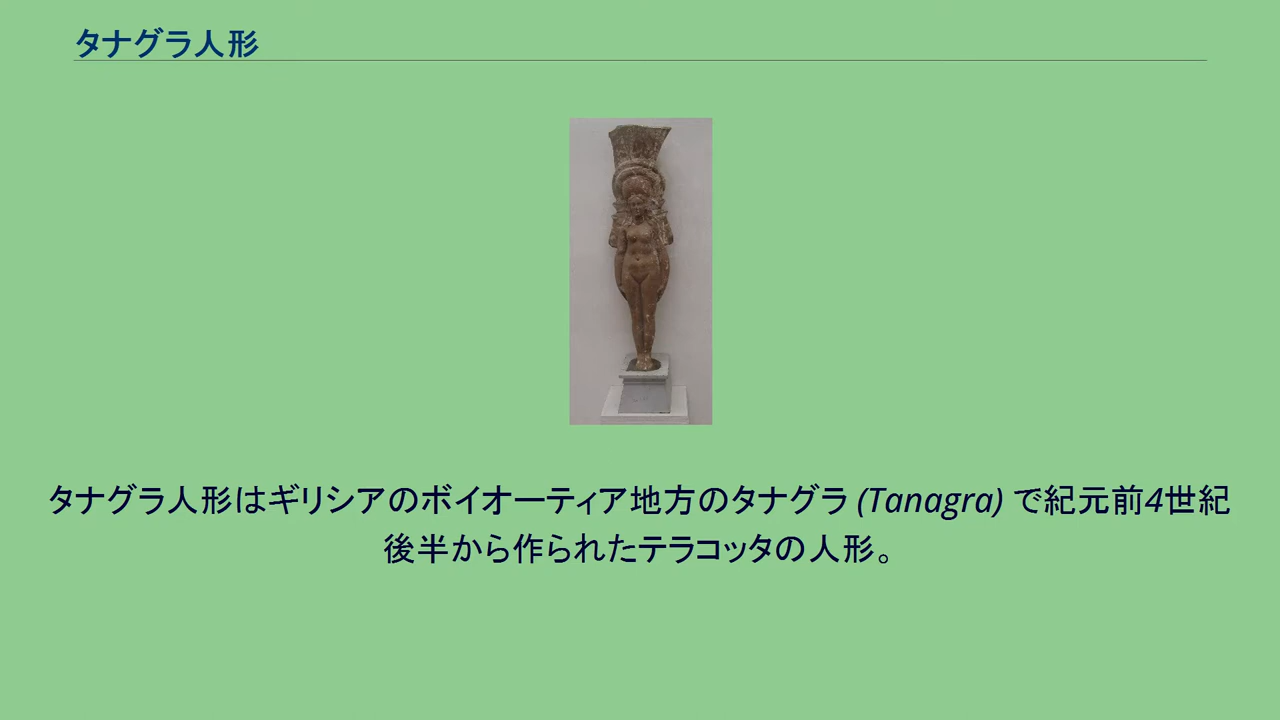 タナグラ人形
タナグラ人形はギリシアのボイオーティア地方のタナグラ (Tanagra) で紀元前4世紀
後半から作られたテラコッタの人形。